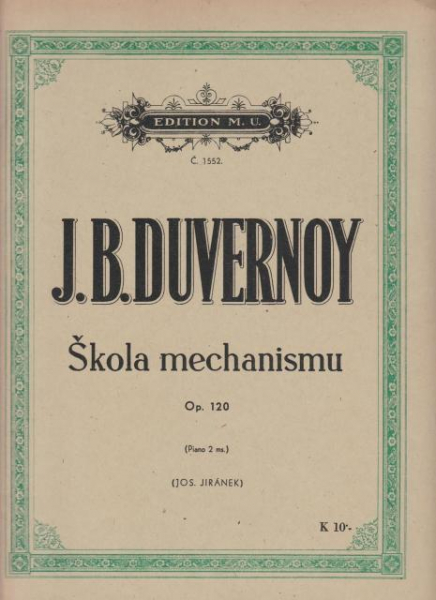 EDITION M. U.
Č. 1552.
J. B. DUVERNOY
Škola mechanismu
Op. 120
(Piano 2 ms.)
(JOS. JIRÁNEK)
K 10·-